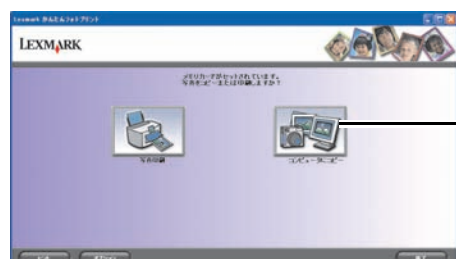 Lexmark かんたんフォトプリント
LEXMARK
メモリカードがセットされています。
写真をコピーまたは印刷しますか？
写真印刷
コンピュータにコピー